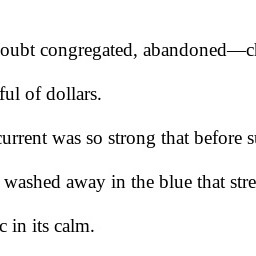 oubt congregated, abandoned—cl
ful of dollars.
current was so strong that before su
washed away in the blue that stre
c in its calm.